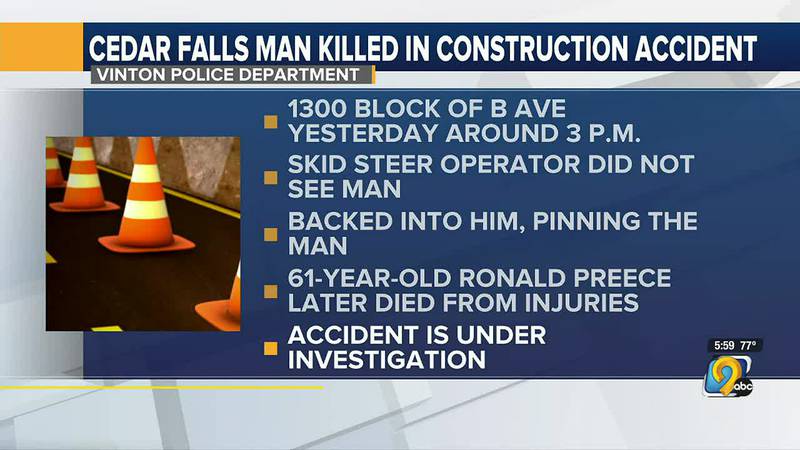 CEDAR FALLS MAN KILLED IN CONSTRUCTION ACCIDENT
VINTON POLICE DEPARTMENT
1300 BLOCK OF B AVE
YESTERDAY AROUND 3 P.M.
SKID STEER OPERATOR DID NOT
SEE MAN
BACKED INTO HIM, PINNING THE
MAN
61-YEAR-OLD RONALD PREECE
LATER DIED FROM INJURIES
ACCIDENT IS UNDER
INVESTIGATION
5:59 77°
9 abc